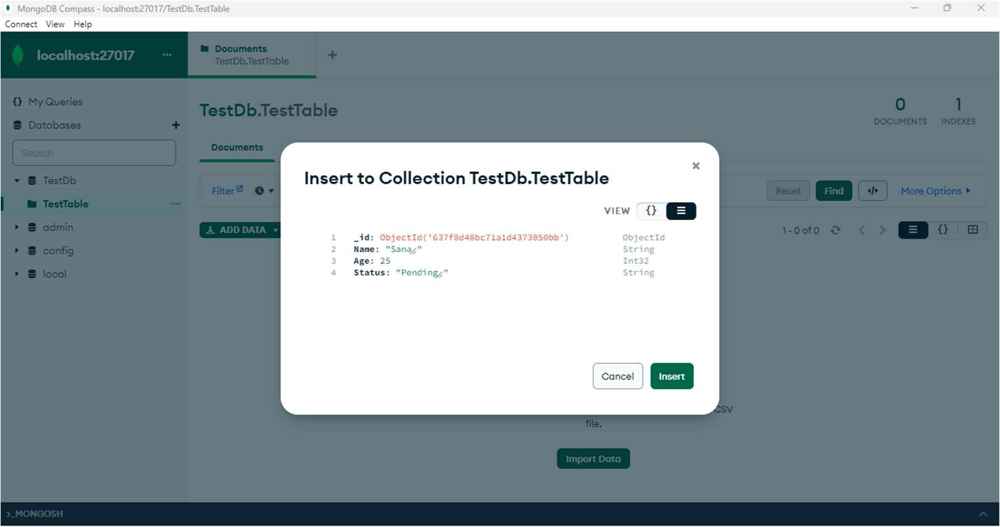 MongoDB Compass - localhost:27017/TestDb.TestTable
Connect View Help
localhost:27017 ...
Documents
TestDb.TestTable
+
{} My Queries
Databases +
Search
TestDb
TestTable ...
admin
config
local
TestDb.TestTable
0
DOCUMENTS
1
INDEXES
Documents
Filter
Reset Find </> More Options
ADD DATA
1 - 0 of 0 {}
Insert to Collection TestDb.TestTable
VIEW {}
1 _id: ObjectId('637f8d48bc71a1d4373050bb') ObjectId
2 Name: "Sana" String
3 Age: 25 Int32
4 Status: "Pending" String
Cancel Insert
CSV
file.
Import Data
>_MONGOSH